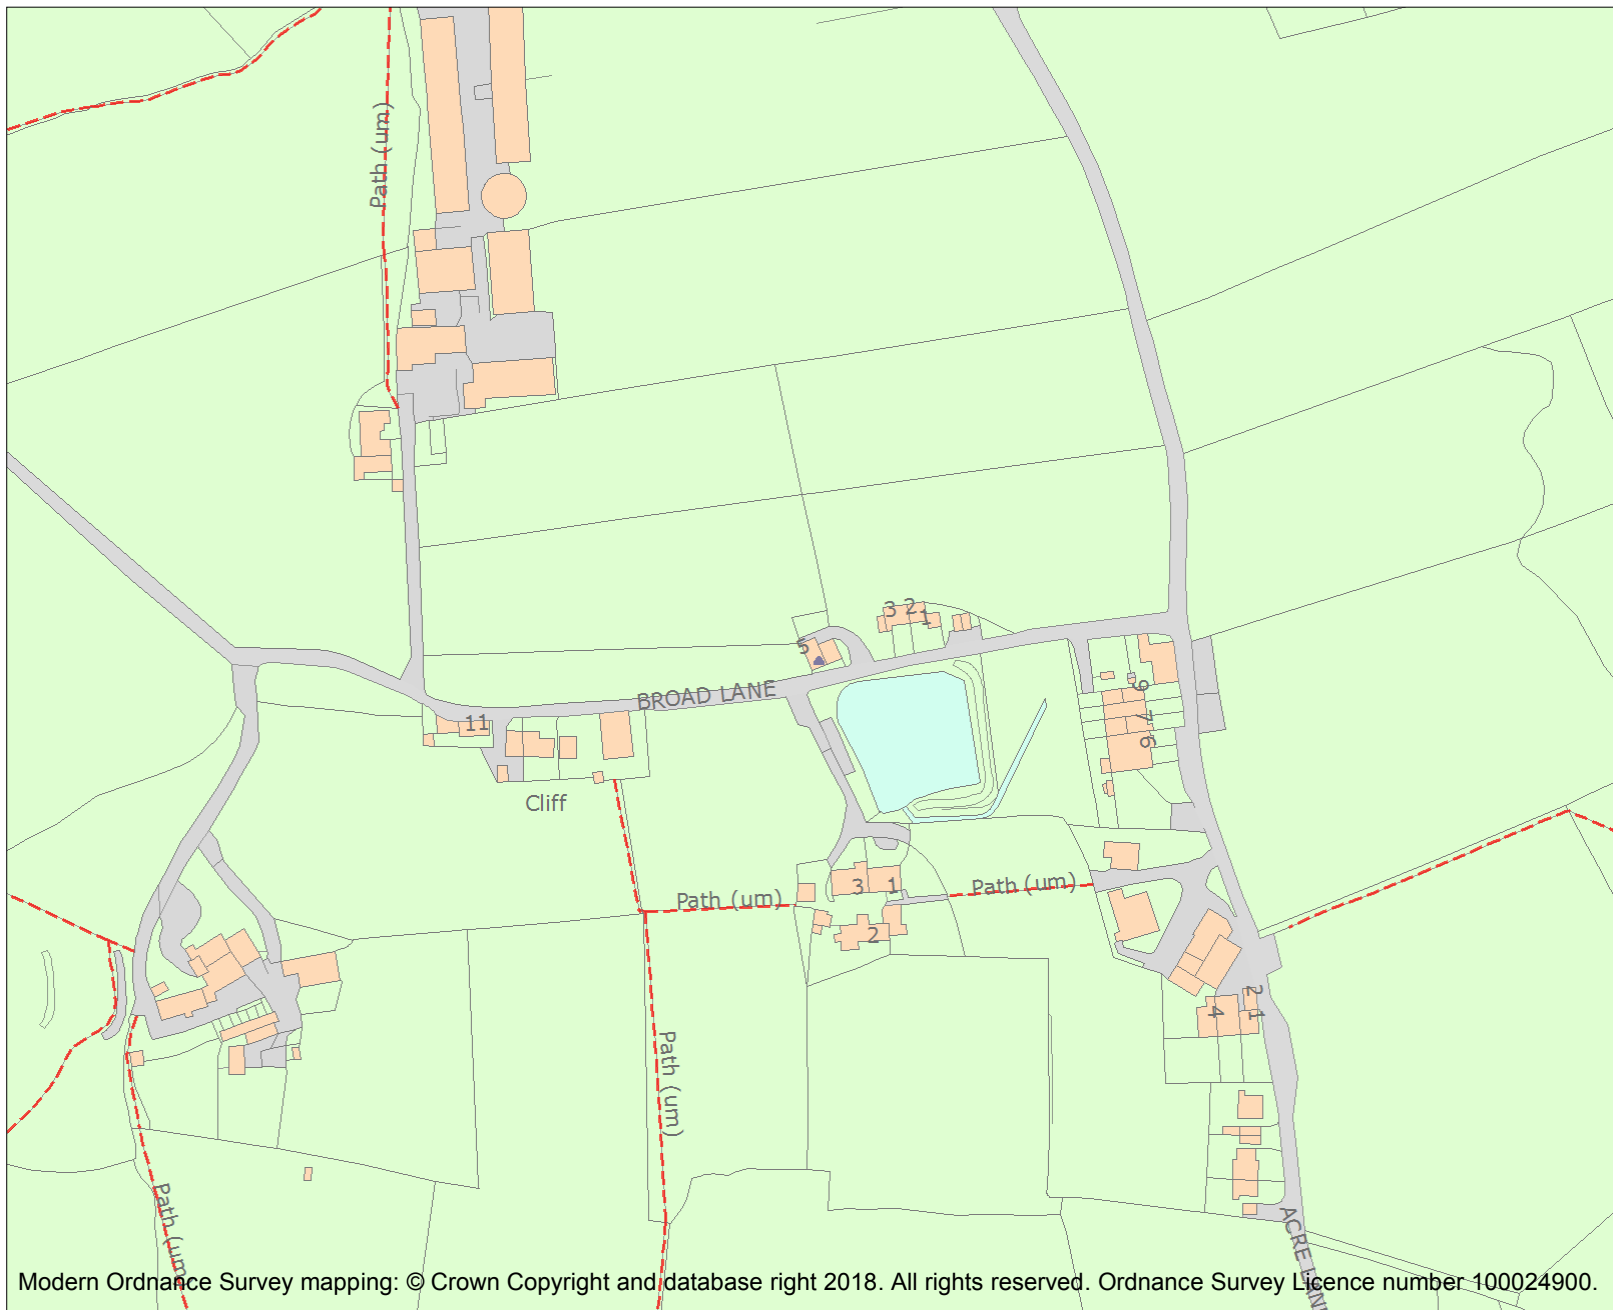 Path (um)
3 2 1
5
BROAD LANE
11
9
7
6
Cliff
3 1
Path (um)
Path (um)
2
2 1
4
Path (um)
Path (um)
ACRE LAN
Modern Ordnance Survey mapping: © Crown Copyright and database right 2018. All rights reserved. Ordnance Survey Licence number 100024900.